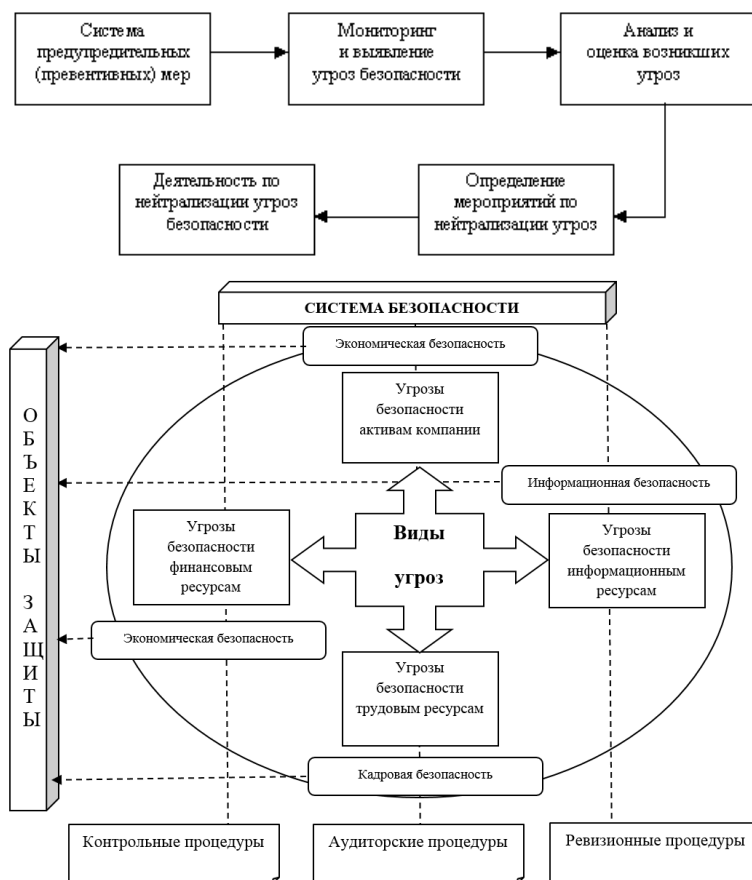 Система
предупредительных
(превентивных) мер
Мониторинг
и выявление
угроз безопасности
Анализ и
оценка возникших
угроз
Деятельность по
нейтрализации угроз
безопасности
Определение
мероприятий по
нейтрализации угроз
СИСТЕМА БЕЗОПАСНОСТИ
ОБЪЕКТЫ ЗАЩИТЫ
Экономическая безопасность
Угрозы
безопасности
активам компании
Информационная безопасность
Угрозы
безопасности
финансовым
ресурсам
Виды
угроз
Угрозы
безопасности
информационным
ресурсам
Экономическая безопасность
Угрозы
безопасности
трудовым ресурсам
Кадровая безопасность
Контрольные процедуры
Аудиторские процедуры
Ревизионные процедуры